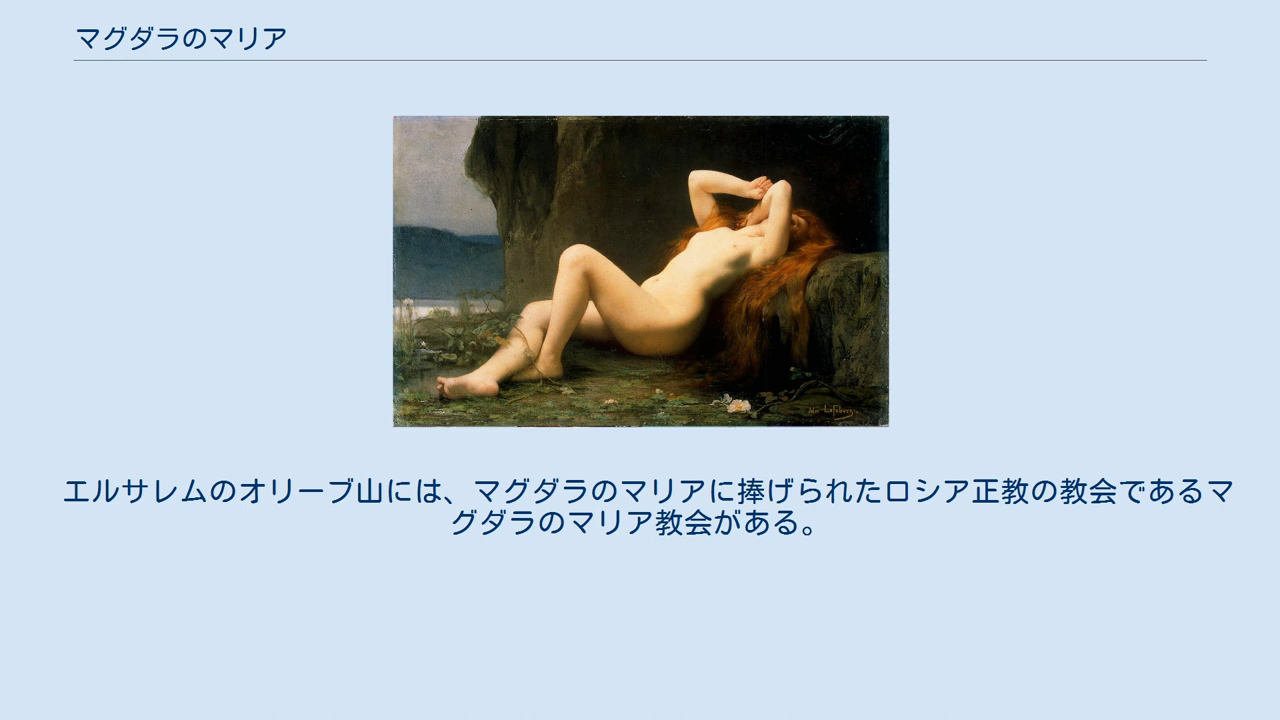 マグダラのマリア
エルサレムのオリーブ山には、マグダラのマリアに捧げられたロシア正教の教会であるマ
グダラのマリア教会がある。